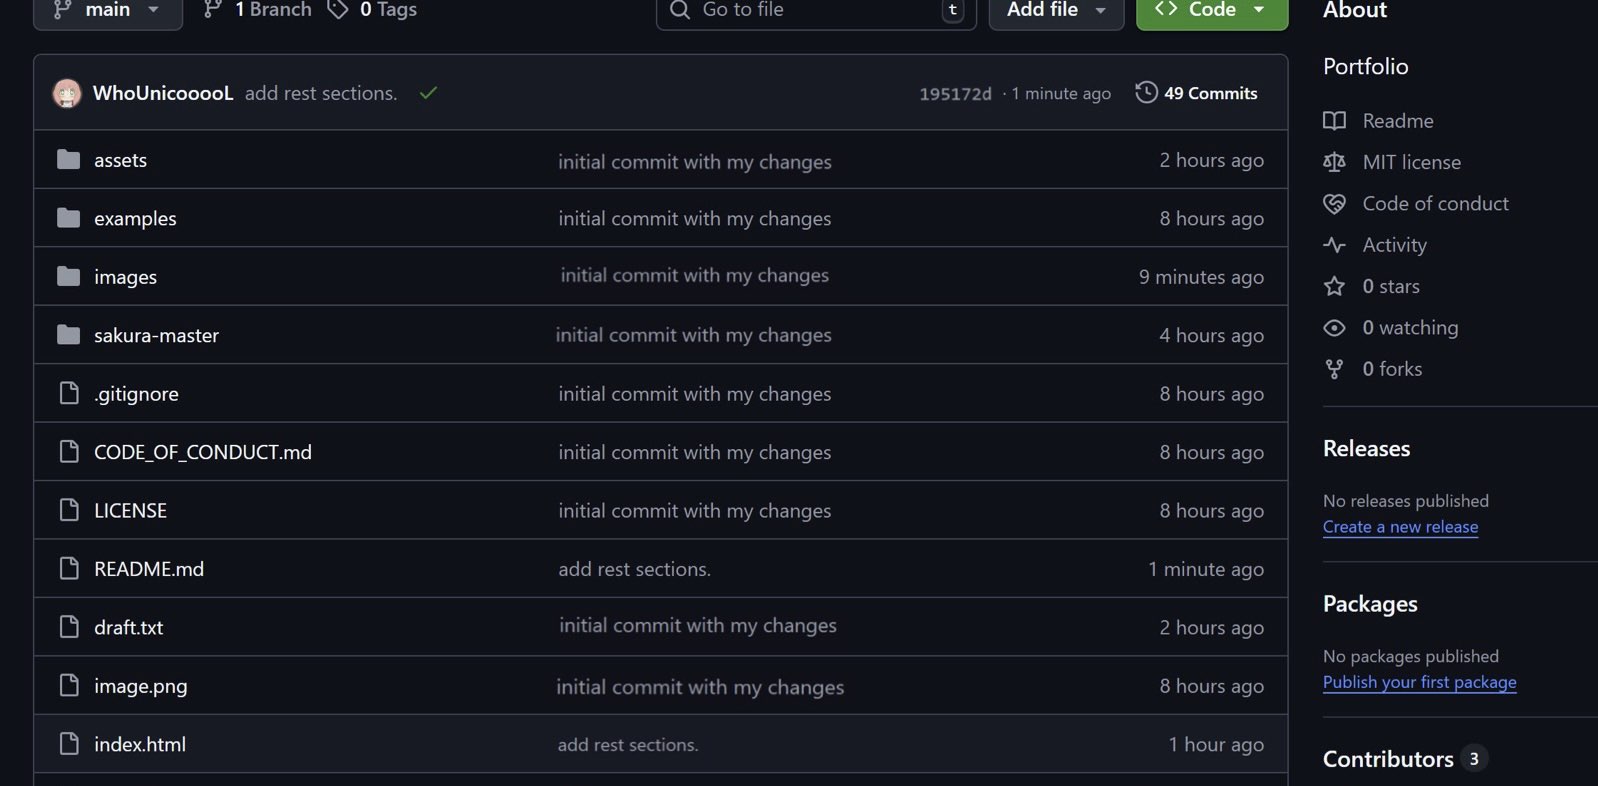 main 1 Branch 0 Tags Go to file t Add file Code
WhoUnicooooL add rest sections. 195172d · 1 minute ago 49 Commits
assets initial commit with my changes 2 hours ago
examples initial commit with my changes 8 hours ago
images initial commit with my changes 9 minutes ago
sakura-master initial commit with my changes 4 hours ago
.gitignore initial commit with my changes 8 hours ago
CODE_OF_CONDUCT.md initial commit with my changes 8 hours ago
LICENSE initial commit with my changes 8 hours ago
README.md add rest sections. 1 minute ago
draft.txt initial commit with my changes 2 hours ago
image.png initial commit with my changes 8 hours ago
index.html add rest sections. 1 hour ago
About
Portfolio
Readme
MIT license
Code of conduct
Activity
0 stars
0 watching
0 forks
Releases
No releases published
Create a new release
Packages
No packages published
Publish your first package
Contributors 3